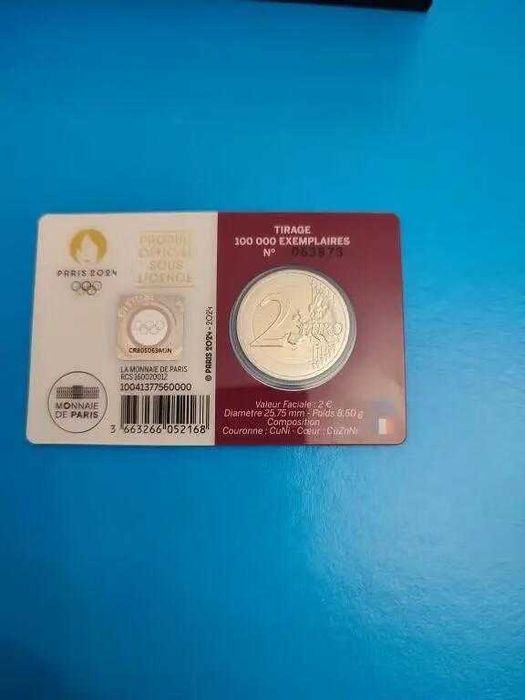 PARIS 2024
PRODUIT
OFFICIEL
SOUS
LICENCE
CR805069MJN
LA MONNAIE DE PARIS
RCS 160020012
10041377560000
MONNAIE
DE PARIS
3 663266 052168
© PARIS 2024 - 2024
TIRAGE
100 000 EXEMPLAIRES
N° 063873
2 EURO
Valeur Faciale : 2 €
Diametre 25,75 mm - Poids 8,50 g
Composition
Couronne : CuNi - Cœur : CuZnNi